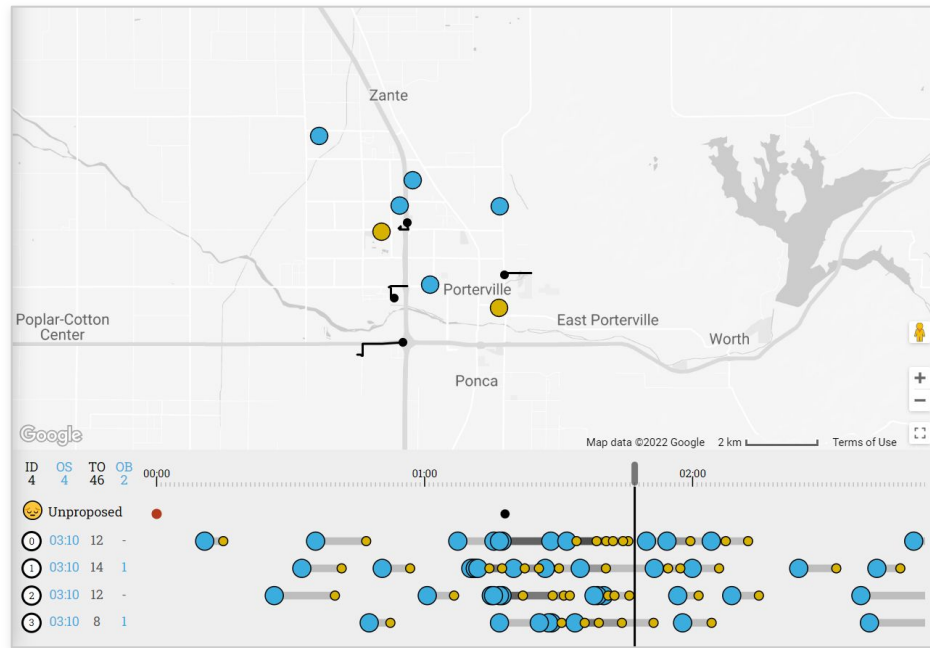 Zante
Porterville
Poplar-Cotton
Center
East Porterville
Worth
Ponca
Google
Map data ©2022 Google 2 km Terms of Use
ID OS TO OB
4 4 46 2
00:00 01:00 02:00
Unproposed
0 03:10 12 -
1 03:10 14 1
2 03:10 12 -
3 03:10 8 1